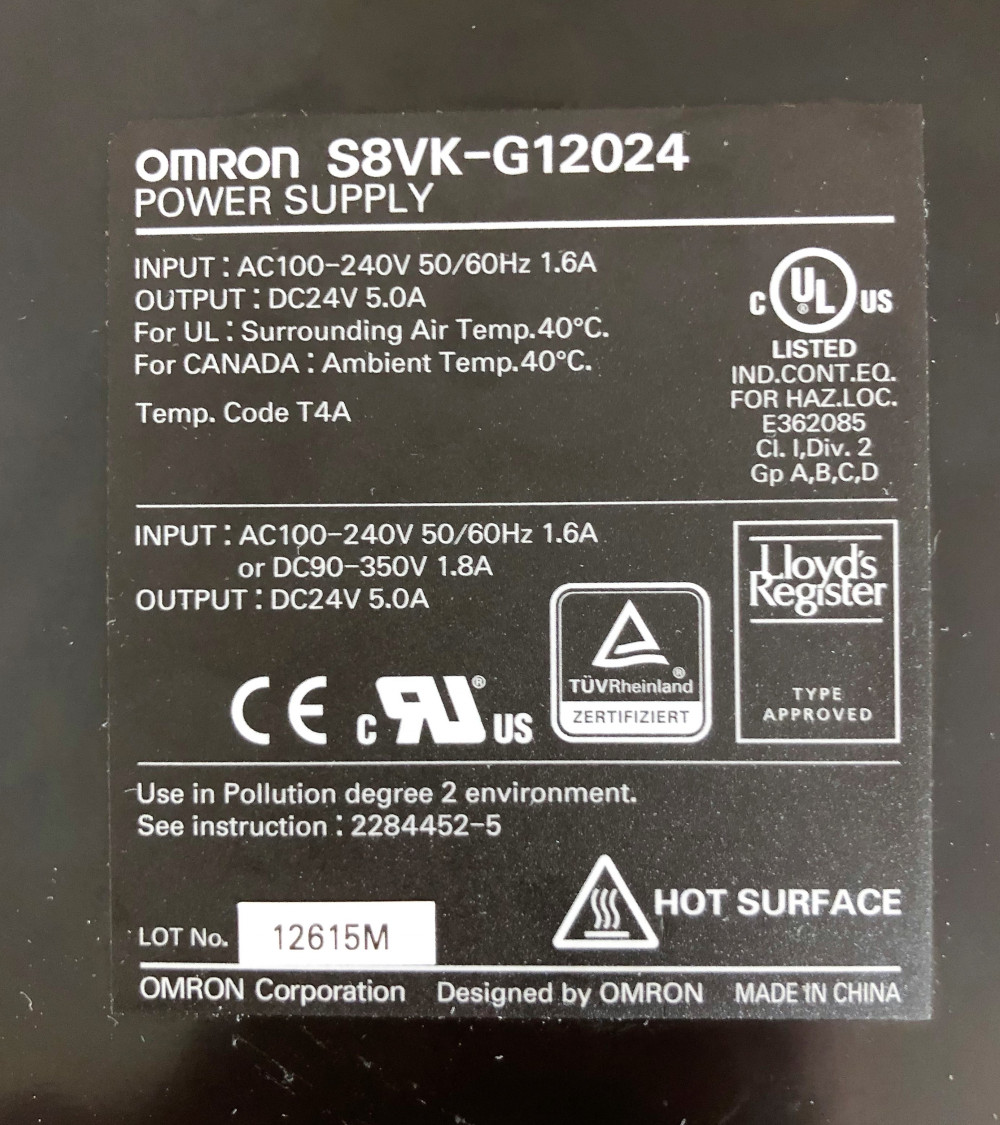 OMRON S8VK-G12024
POWER SUPPLY
INPUT : AC100-240V 50/60Hz 1.6A
OUTPUT : DC24V 5.0A
For UL : Surrounding Air Temp.40°C.
For CANADA : Ambient Temp.40°C.
Temp. Code T4A
C UL ® US
LISTED
IND.CONT.EQ.
FOR HAZ.LOC.
E362085
Cl. I,Div. 2
Gp A,B,C,D
INPUT : AC100-240V 50/60Hz 1.6A
or DC90-350V 1.8A
OUTPUT : DC24V 5.0A
CE
C RU ® US
®
TÜVRheinland
ZERTIFIZIERT
Lloyd's
Register
TYPE
APPROVED
Use in Pollution degree 2 environment.
See instruction : 2284452-5
HOT SURFACE
LOT No. 12615M
OMRON Corporation Designed by OMRON MADE IN CHINA